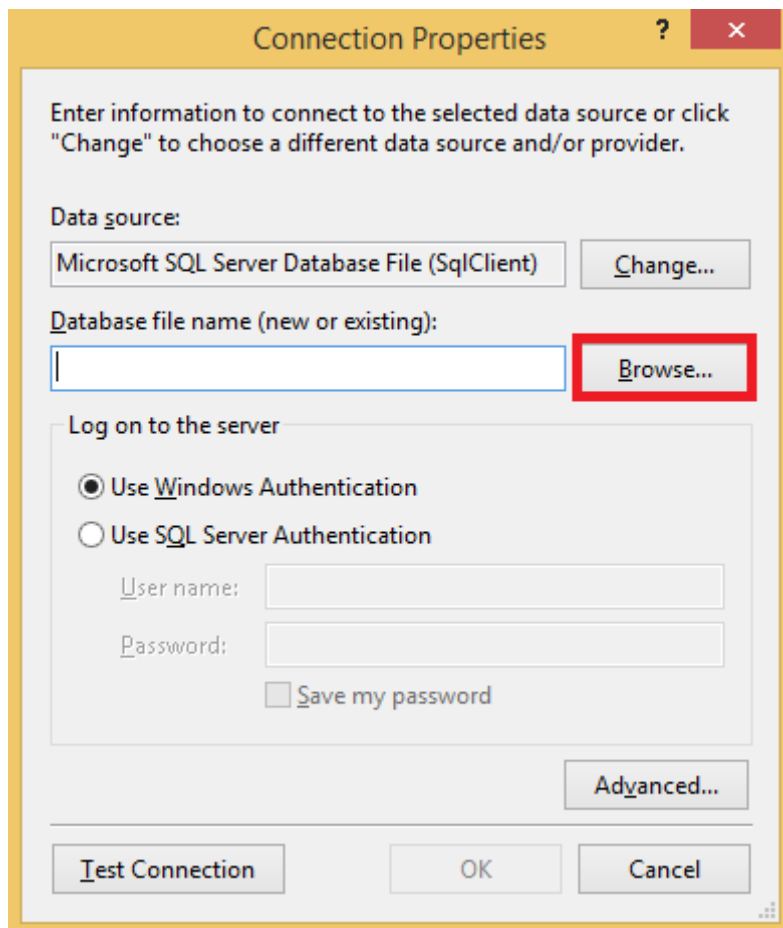 Connection Properties
?
×
Enter information to connect to the selected data source or click
"Change" to choose a different data source and/or provider.
Data source:
Microsoft SQL Server Database File (SqlClient)
Change...
Database file name (new or existing):
Browse...
Log on to the server
Use Windows Authentication
Use SQL Server Authentication
User name:
Password:
Save my password
Advanced...
Test Connection
OK
Cancel